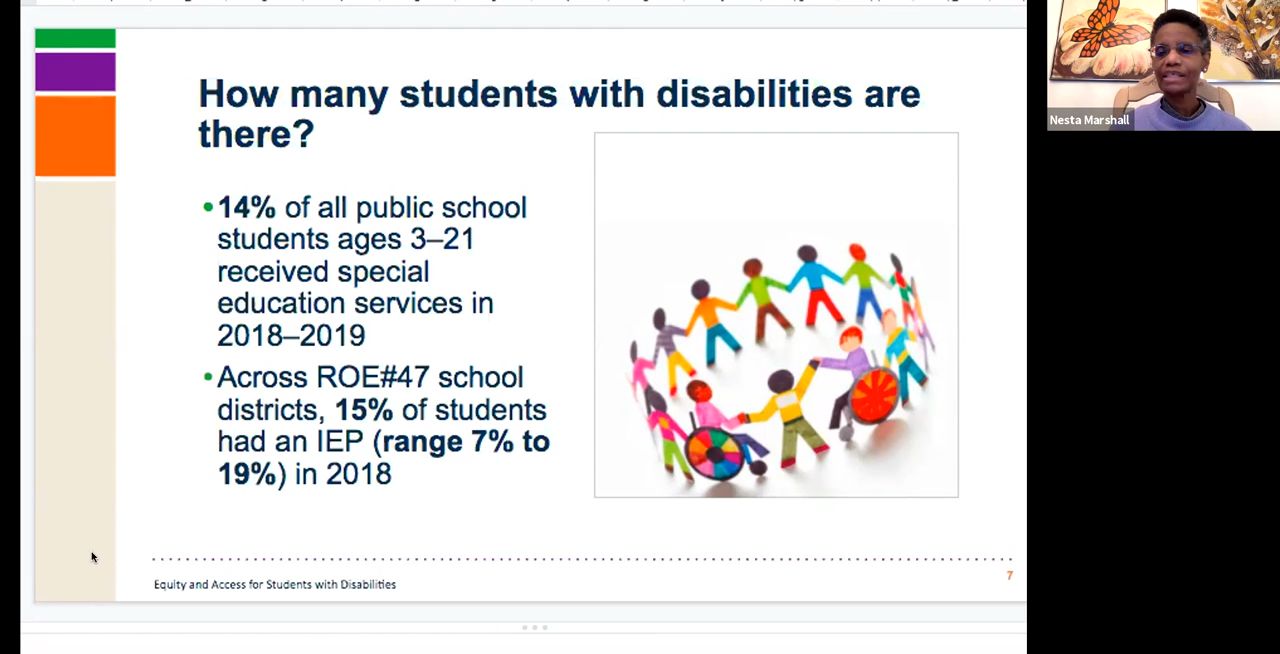 How many students with disabilities are
there?
•14% of all public school
students ages 3–21
received special
education services in
2018–2019
•Across ROE#47 school
districts, 15% of students
had an IEP (range 7% to
19%) in 2018
Equity and Access for Students with Disabilities
7
Nesta Marshall